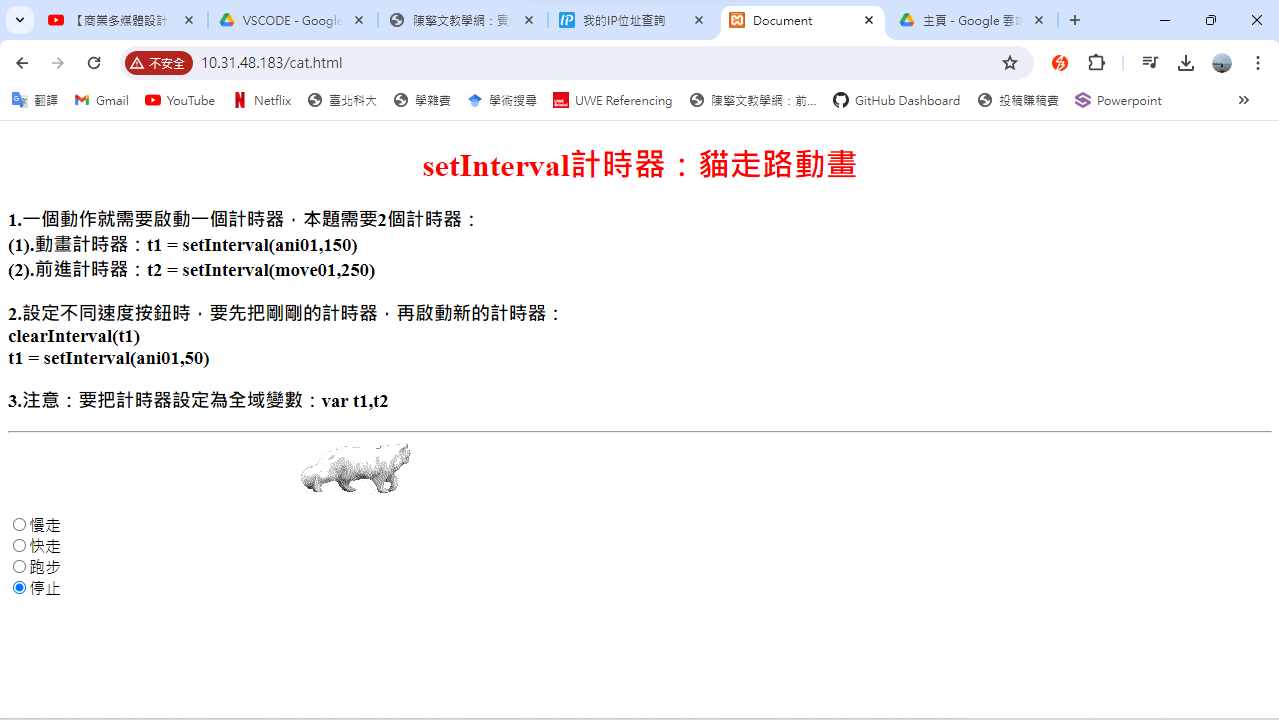 【商業多媒體設計
VSCODE - Google
陳擎文教學網：實
我的IP位址查詢
Document
主頁 - Google 雲端
不安全
10.31.48.183/cat.html
翻譯
Gmail
YouTube
Netflix
臺北科大
學雜費
學術搜尋
UWE Referencing
陳擎文教學網：前...
GitHub Dashboard
投稿賺稿費
Powerpoint
setInterval計時器：貓走路動畫
1.一個動作就需要啟動一個計時器，本題需要2個計時器：
(1).動畫計時器：t1 = setInterval(ani01,150)
(2).前進計時器：t2 = setInterval(move01,250)
2.設定不同速度按鈕時，要先把剛剛的計時器，再啟動新的計時器：
clearInterval(t1)
t1 = setInterval(ani01,50)
3.注意：要把計時器設定為全域變數：var t1,t2
慢走
快走
跑步
停止